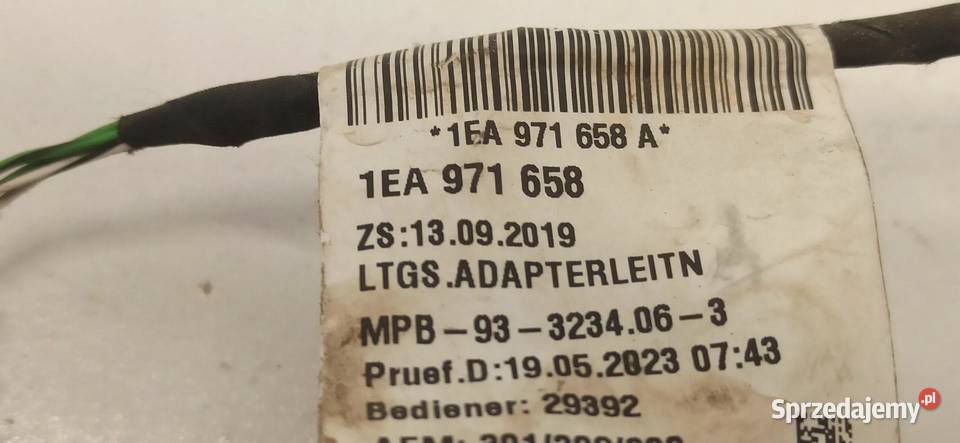 *1EA 971 658 A*
1EA 971 658
ZS:13.09.2019
LTGS.ADAPTERLEITN
MPB-93-3234.06-3
Pruef.D:19.05.2023 07:43
Bediener: 29392
Sprzedajemy.pl